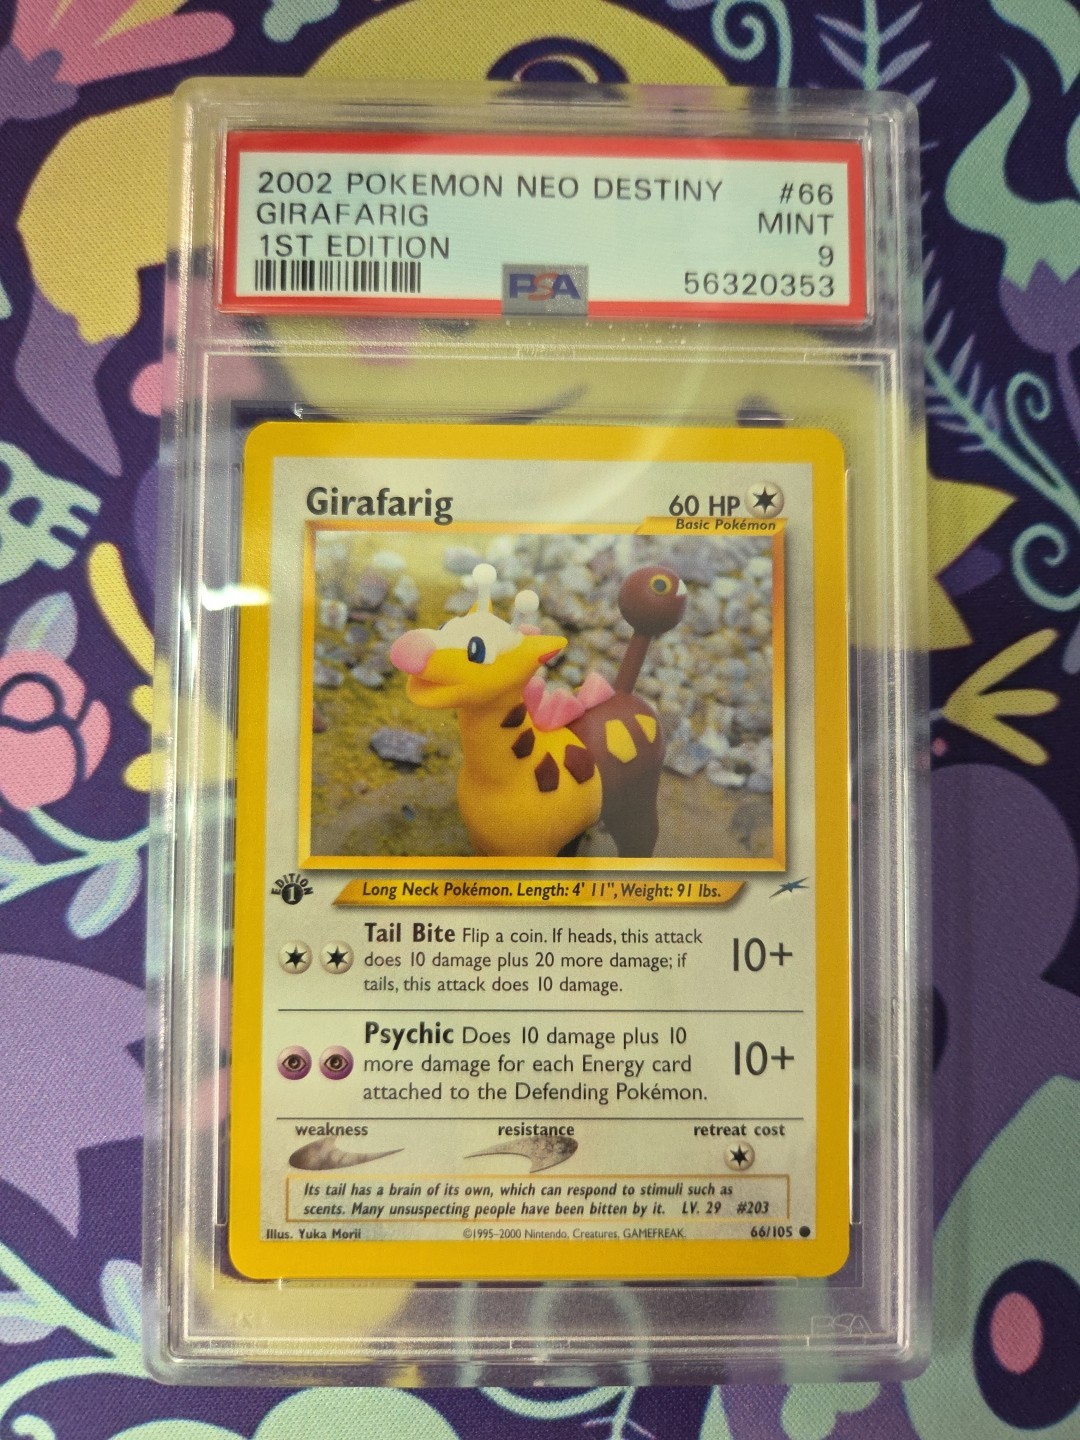 2002 POKEMON NEO DESTINY #66
GIRAFARIG MINT
1ST EDITION 9
PSA 56320353
Girafarig 60 HP
Basic Pokémon
EDITION
1
Long Neck Pokémon. Length: 4' 11", Weight: 91 lbs.
Tail Bite Flip a coin. If heads, this attack
does 10 damage plus 20 more damage; if
tails, this attack does 10 damage.
10+
Psychic Does 10 damage plus 10
more damage for each Energy card
attached to the Defending Pokémon.
10+
weakness resistance retreat cost
Its tail has a brain of its own, which can respond to stimuli such as
scents. Many unsuspecting people have been bitten by it. LV. 29 #203
Illus. Yuka Morii ©1995-2000 Nintendo, Creatures, GAMEFREAK. 66/105
PSA